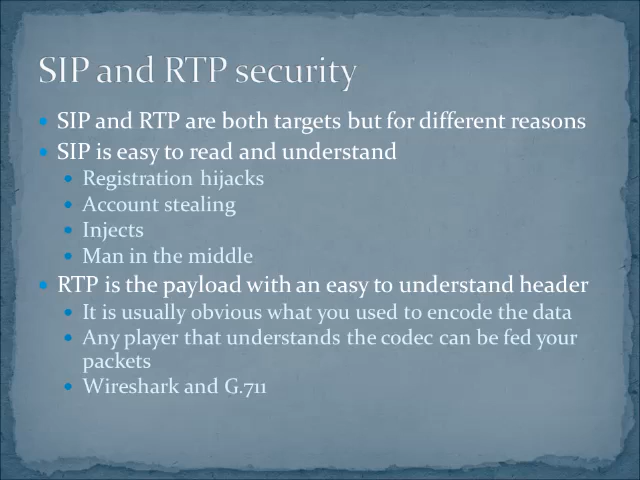 SIP and RTP security
• SIP and RTP are both targets but for different reasons
• SIP is easy to read and understand
• Registration hijacks
• Account stealing
• Injects
• Man in the middle
• RTP is the payload with an easy to understand header
• It is usually obvious what you used to encode the data
• Any player that understands the codec can be fed your
packets
• Wireshark and G.711